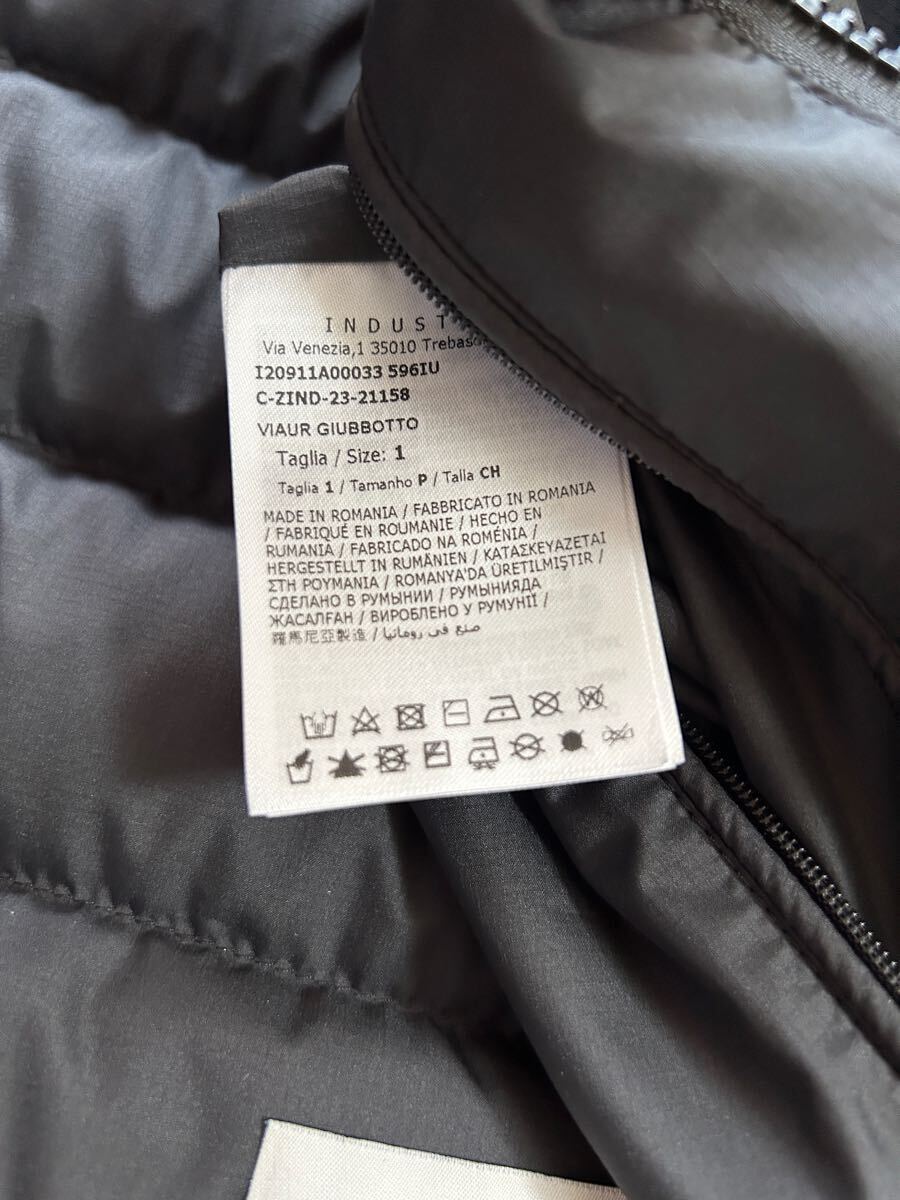 INDUST
Via Venezia,1 35010 Trebas
I20911A00033 596IU
C-ZIND-23-21158
VIAUR GIUBBOTTO
Taglia / Size: 1
Taglia 1 / Tamanho P / Talla CH
MADE IN ROMANIA / FABBRICATO IN ROMANIA
/ FABRIQUÉ EN ROUMANIE / HECHO EN
RUMANIA / FABRICADO NA ROMÉNIA /
HERGESTELLT IN RUMÄNIEN / ΚΑΤΑΣΚΕΥΑΖΕΤΑΙ
ΣΤΗ ΡΟΥΜΑΝΙΑ / ROMANYA'DA ÜRETILMIŞTIR /
СДЕЛАНО В РУМЫНИИ / РУМЫНИЯДА
ЖАСАЛҒАН / ВИРОБЛЕНО У РУМУНІЇ /
羅馬尼亞製造 / صنع في رومانيا